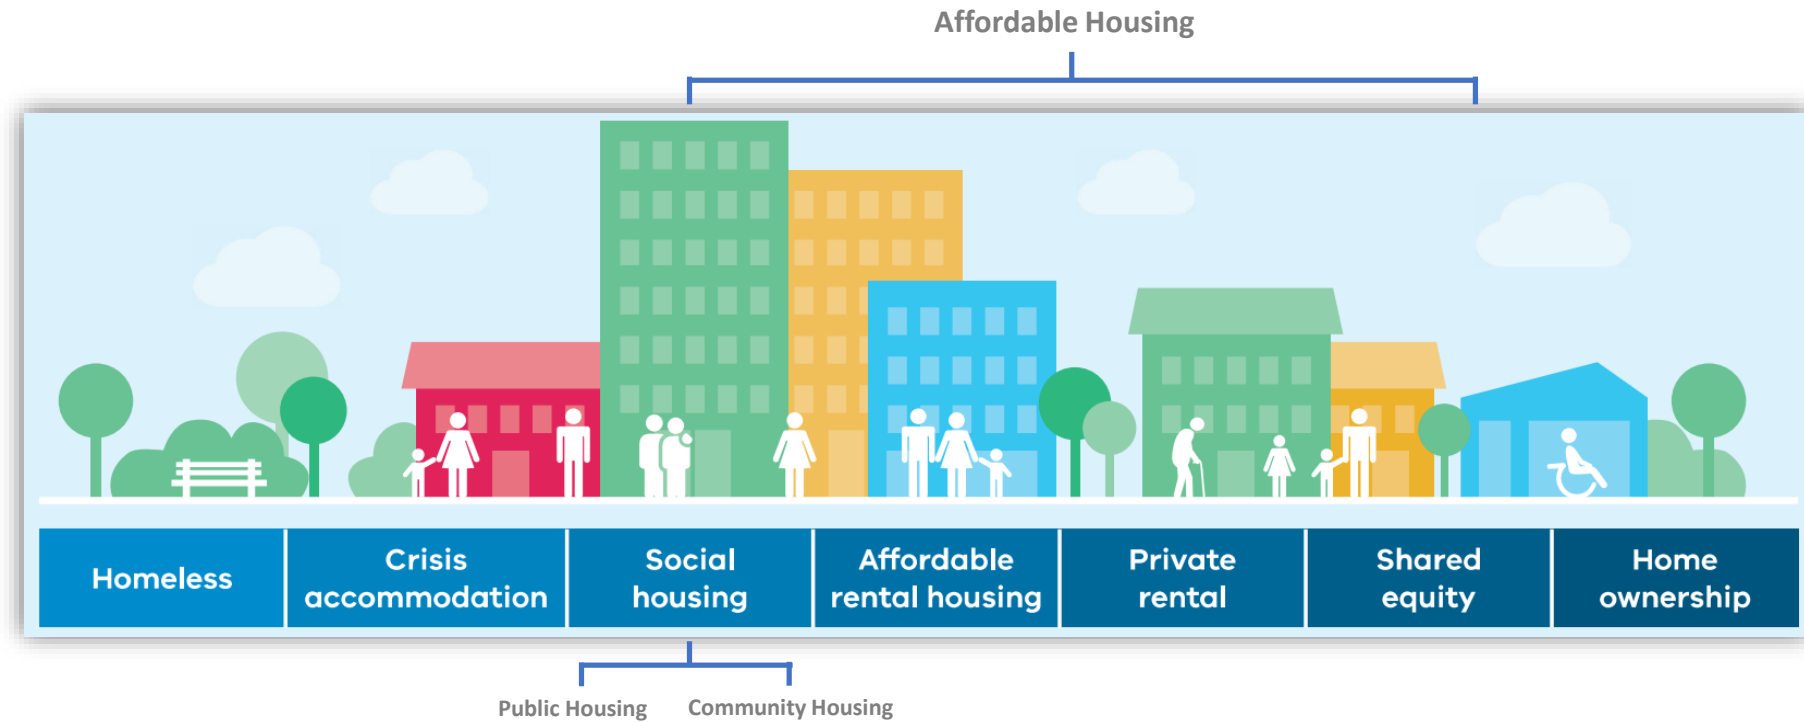 Affordable Housing
Homeless
Crisis
accommodation
Social
housing
Affordable
rental housing
Private
rental
Shared
equity
Home
ownership
Public Housing
Community Housing